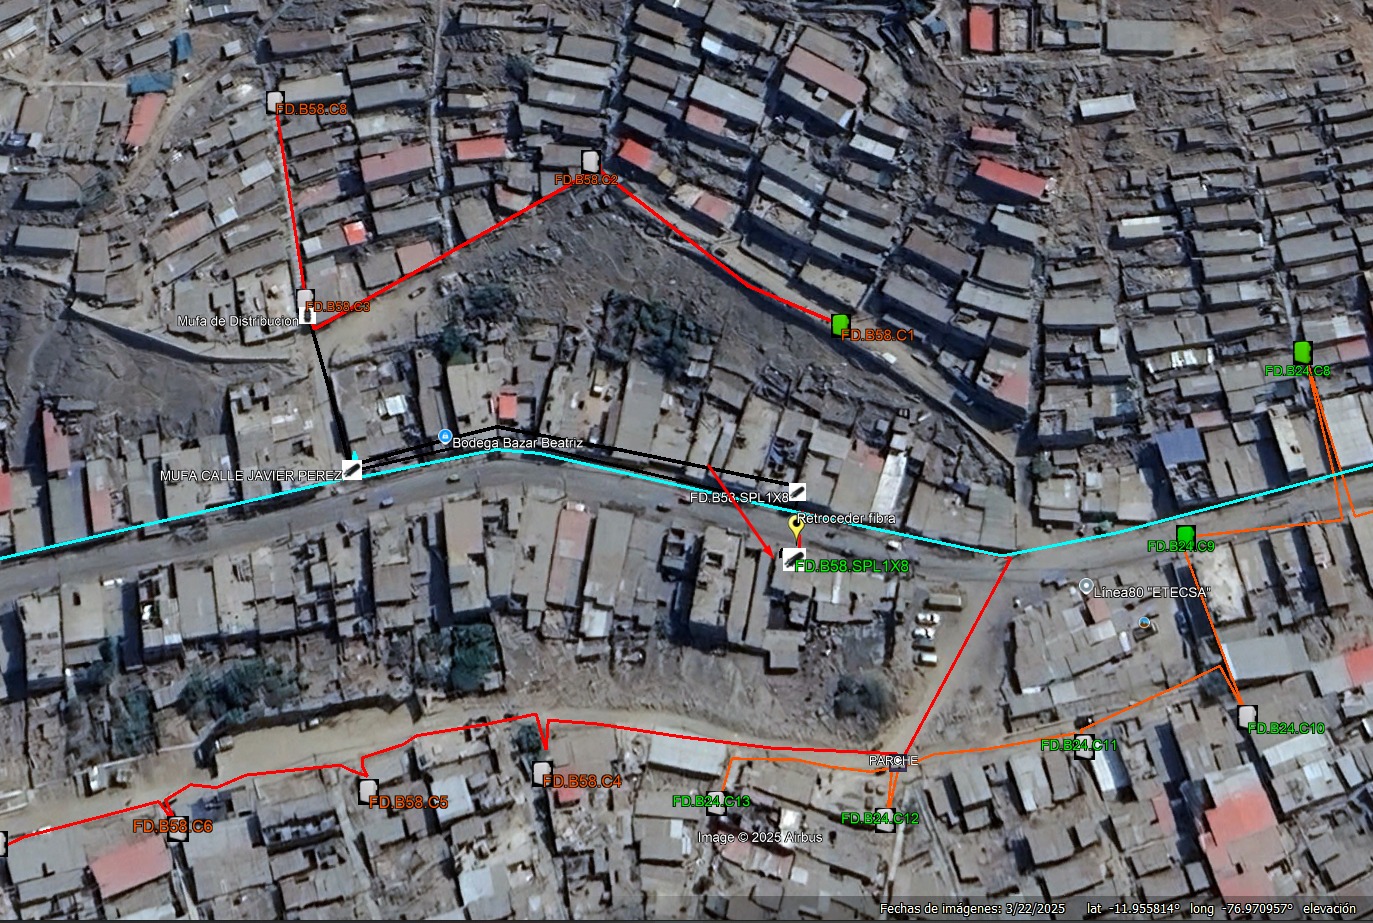 FD.B58.C8
FD.B58.C2
FD.B58.C3
Mufa de Distribucion
FD.B58.C1
FD.B24.C8
Bodega Bazar Beatriz
MUFA CALLE JAVIER PEREZ
FD.B58.SPL1X8
Retroceder fibra
FD.B24.C9
FD.B58.SPL1X8
Línea80 "ETECSA"
FD.B24.C10
FD.B24.C11
PARCHE
FD.B58.C4
FD.B58.C5
FD.B24.C13
FD.B24.C12
FD.B58.C6
Image © 2025 Airbus
Fechas de imágenes: 3/22/2025 lat -11.955814° long -76.970957° elevación